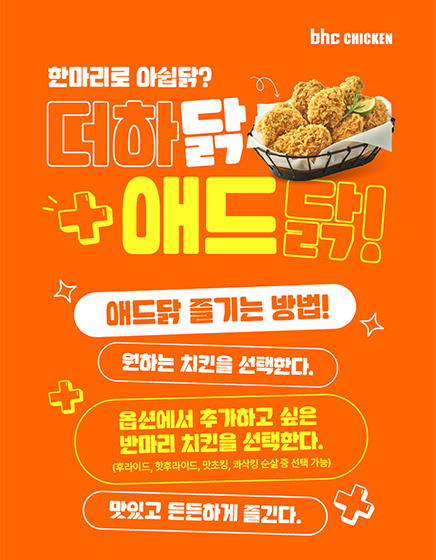 bhc CHICKEN
한마리로 아쉽닭?
더하닭
+애드닭!
애드닭 즐기는 방법!
원하는 치킨을 선택한다.
옵션에서 추가하고 싶은
반마리 치킨을 선택한다.
(후라이드, 핫후라이드, 맛초킹, 콰삭킹 순살 중 선택 가능)
맛있고 든든하게 즐긴다.